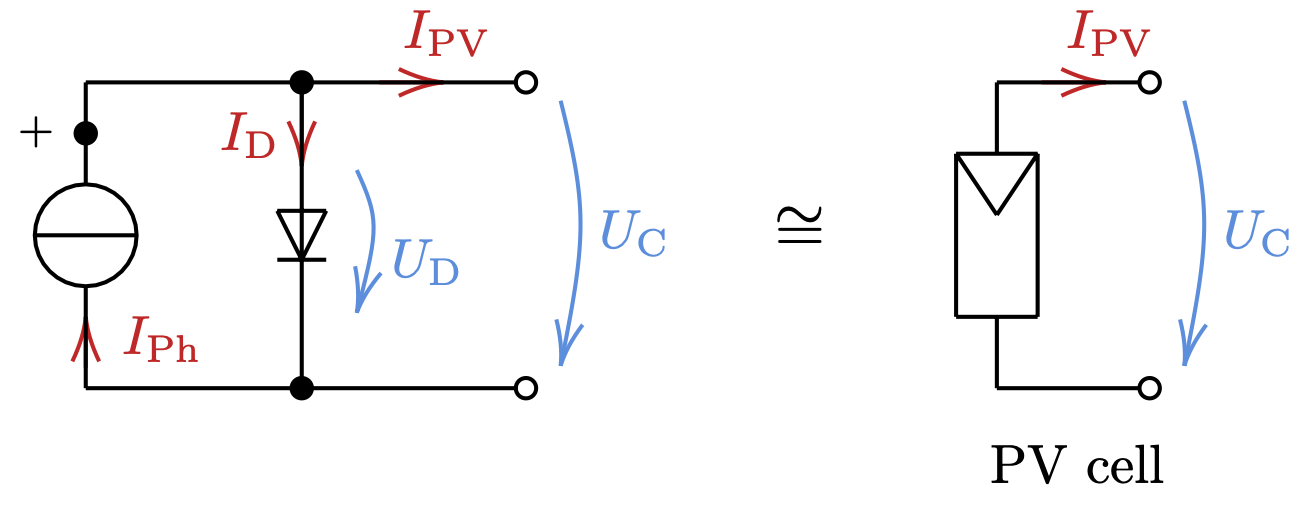 I_PV
I_PV
+
I_D
U_D
U_C
≅
U_C
I_Ph
PV cell